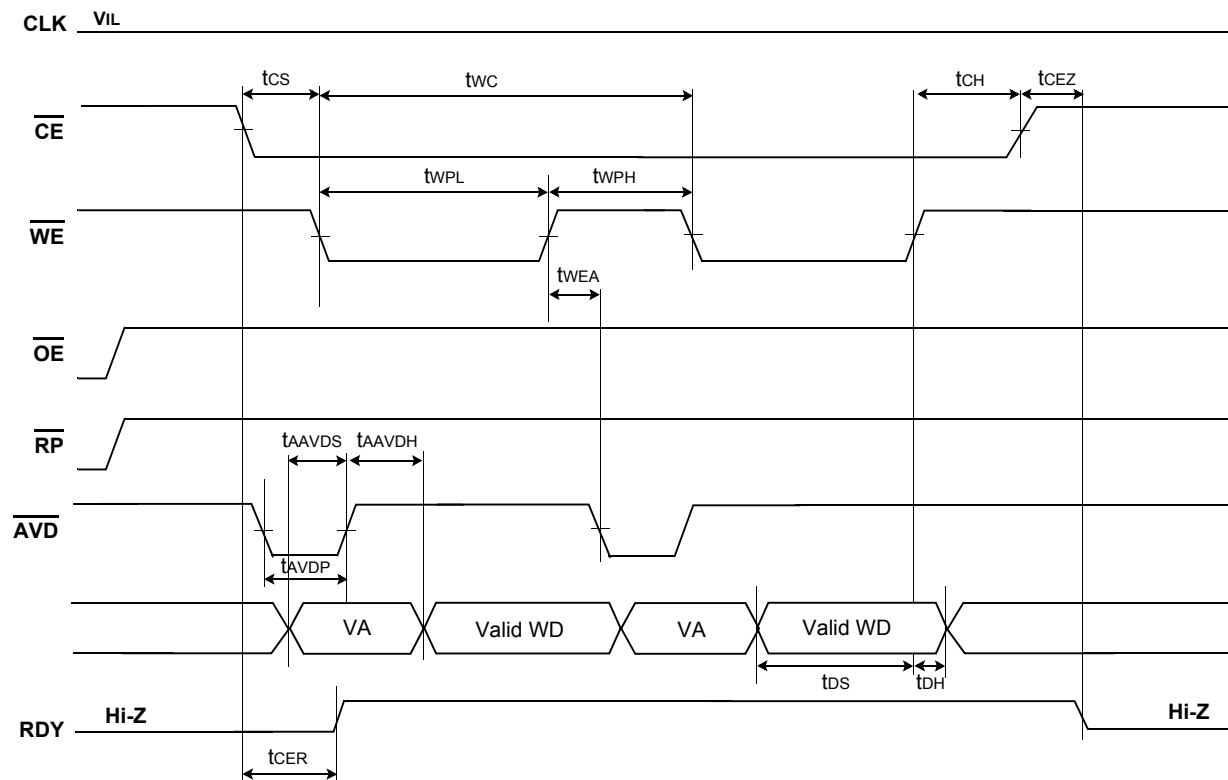 CLK VIL
tCS tWC tCH tCEZ
CE
tWPL tWPH
WE
tWEA
OE
RP
tAAVDS tAAVDH
AVD
tAVDP
VA Valid WD VA Valid WD
tDS tDH
RDY Hi-Z Hi-Z
tCER